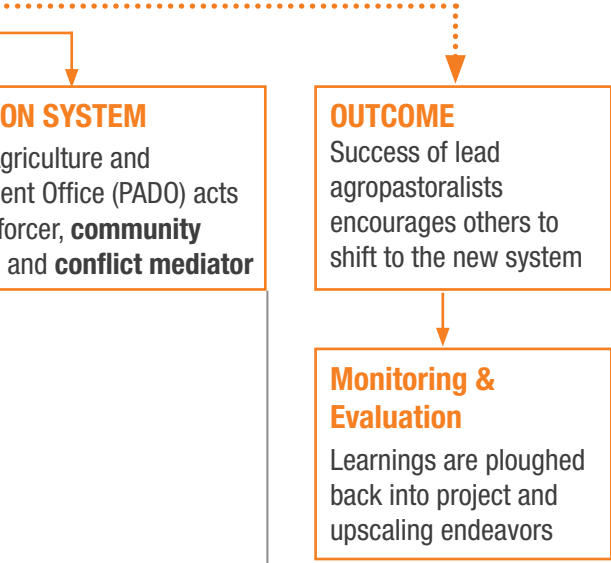 ON SYSTEM
griculture and
ent Office (PADO) acts
forcer, community
and conflict mediator
OUTCOME
Success of lead
agropastoralists
encourages others to
shift to the new system
Monitoring &
Evaluation
Learnings are ploughed
back into project and
upscaling endeavors